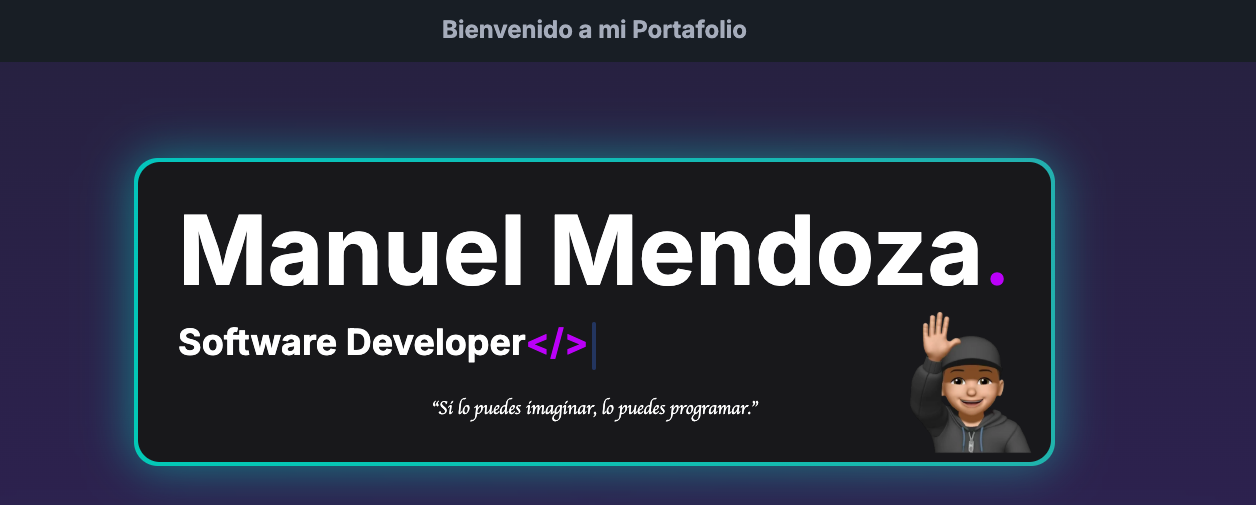 Bienvenido a mi Portafolio
Manuel Mendoza.
Software Developer</>
“Si lo puedes imaginar, lo puedes programar.”